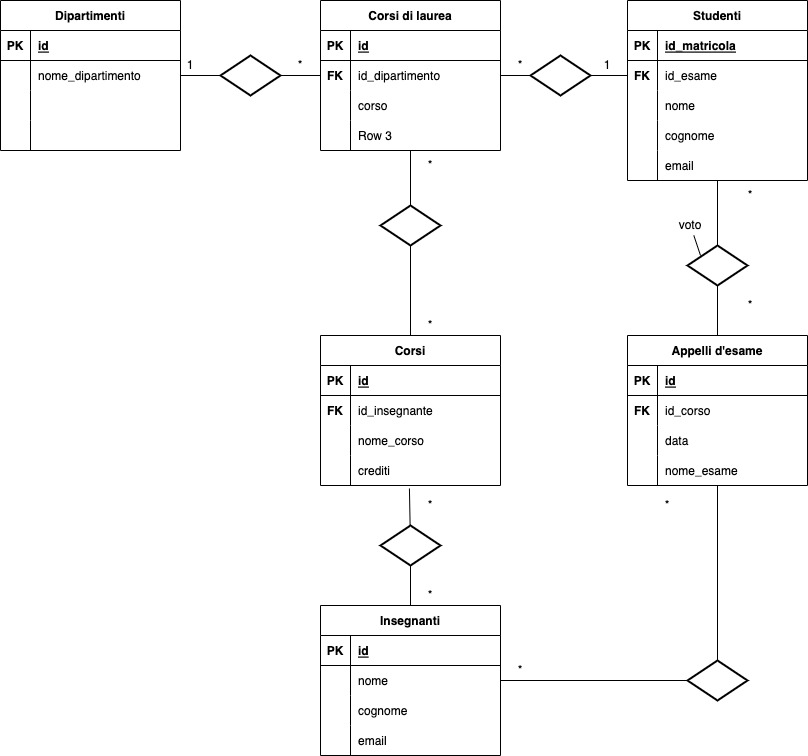 Dipartimenti
PK id
nome_dipartimento
1
*
Corsi di laurea
PK id
FK id_dipartimento
corso
Row 3
*
1
Studenti
PK id_matricola
FK id_esame
nome
cognome
email
*
*
*
voto
*
Corsi
PK id
FK id_insegnante
nome_corso
crediti
Appelli d'esame
PK id
FK id_corso
data
nome_esame
*
*
*
Insegnanti
PK id
nome
cognome
email
*